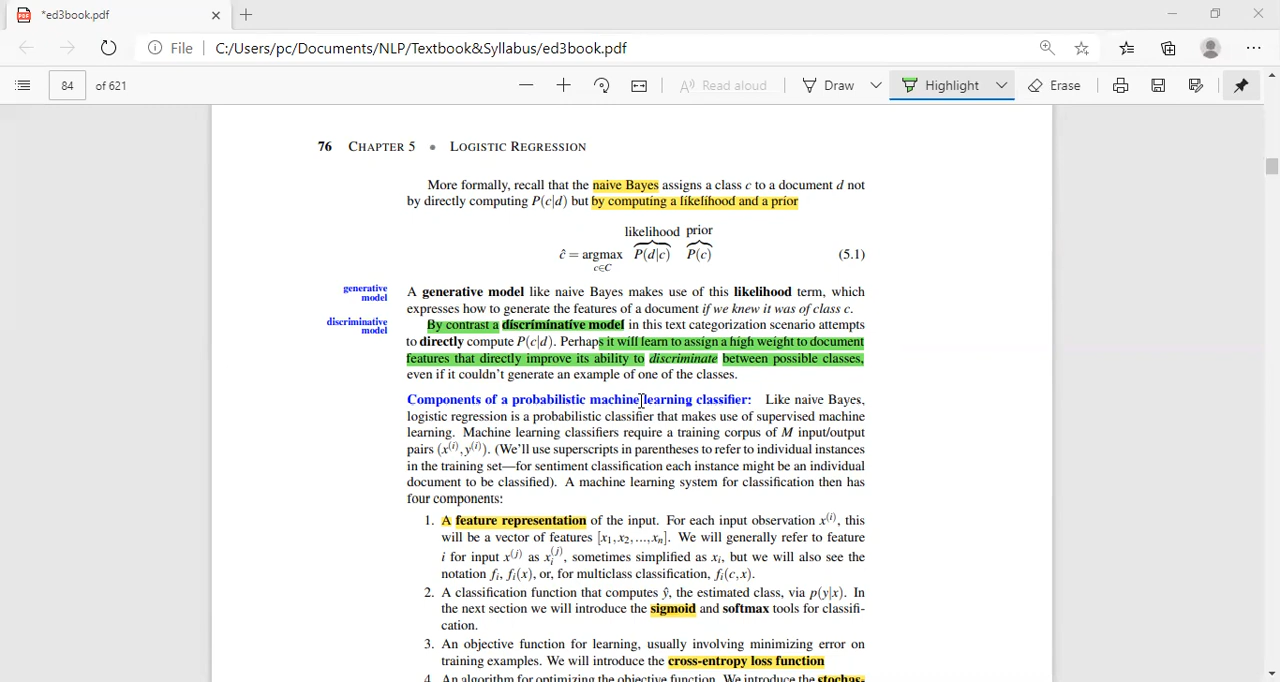 *ed3book.pdf
File C:/Users/pc/Documents/NLP/Textbook&Syllabus/ed3book.pdf
84 of 621 Read aloud Draw Highlight Erase
76 CHAPTER 5 • LOGISTIC REGRESSION
More formally, recall that the naive Bayes assigns a class c to a document d not
by directly computing P(c|d) but by computing a likelihood and a prior
likelihood prior
ĉ = argmax P(d|c) P(c) (5.1)
c∈C
generative
model
A generative model like naive Bayes makes use of this likelihood term, which
expresses how to generate the features of a document if we knew it was of class c.
discriminative
model
By contrast a discriminative model in this text categorization scenario attempts
to directly compute P(c|d). Perhaps it will learn to assign a high weight to document
features that directly improve its ability to discriminate between possible classes,
even if it couldn't generate an example of one of the classes.
Components of a probabilistic machine learning classifier: Like naive Bayes,
logistic regression is a probabilistic classifier that makes use of supervised machine
learning. Machine learning classifiers require a training corpus of M input/output
pairs (x⁽ⁱ⁾,y⁽ⁱ⁾). (We'll use superscripts in parentheses to refer to individual instances
in the training set—for sentiment classification each instance might be an individual
document to be classified). A machine learning system for classification then has
four components:
1. A feature representation of the input. For each input observation x⁽ⁱ⁾, this
will be a vector of features [x₁,x₂,...,xₙ]. We will generally refer to feature
i for input x⁽ʲ⁾ as xᵢ⁽ʲ⁾, sometimes simplified as xᵢ, but we will also see the
notation fᵢ, fᵢ(x), or, for multiclass classification, fᵢ(c,x).
2. A classification function that computes ŷ, the estimated class, via p(y|x). In
the next section we will introduce the sigmoid and softmax tools for classifi-
cation.
3. An objective function for learning, usually involving minimizing error on
training examples. We will introduce the cross-entropy loss function
4. An algorithm for optimizing the objective function. We introduce the stochas-